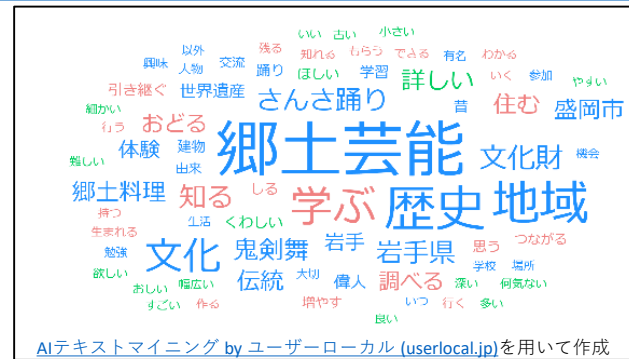 いい 古い 小さい
以外 残る 知れる もらう できる 有名 わかる
興味 人物 交流 踊り ほしい 学習 詳しい いく 参加 やすい
引き継ぐ 世界遺産 さんさ踊り 昔 住む 盛岡市
細かい
行う おどる 郷土芸能
難しい 体験 建物 文化財 機会
由来
郷土料理 知る しる 学ぶ 歴史 地域
持つ
生まれる 生活 くわしい
勉強 文化 鬼剣舞 岩手 岩手県 思う つながる
欲しい 伝統 大切 偉人 調べる 学校 場所
おしい 幅広い 深い 何気ない
すごい 作る 増やす いつ 行く 多い
良い
AIテキストマイニング by ユーザーローカル (userlocal.jp)を用いて作成